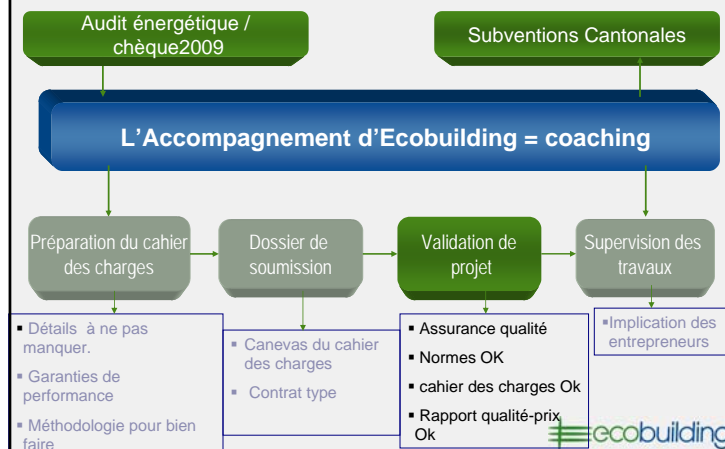 Audit énergétique /
chèque2009
Subventions Cantonales
L'Accompagnement d'Ecobuilding = coaching
Préparation du cahier
des charges
Dossier de
soumission
Validation de
projet
Supervision des
travaux
▪ Détails à ne pas
manquer.
▪ Garanties de
performance
▪ Méthodologie pour bien
faire
▪ Canevas du cahier
des charges
▪ Contrat type
▪ Assurance qualité
▪ Normes OK
▪ cahier des charges Ok
▪ Rapport qualité-prix
Ok
▪Implication des
entrepreneurs
ecobuilding